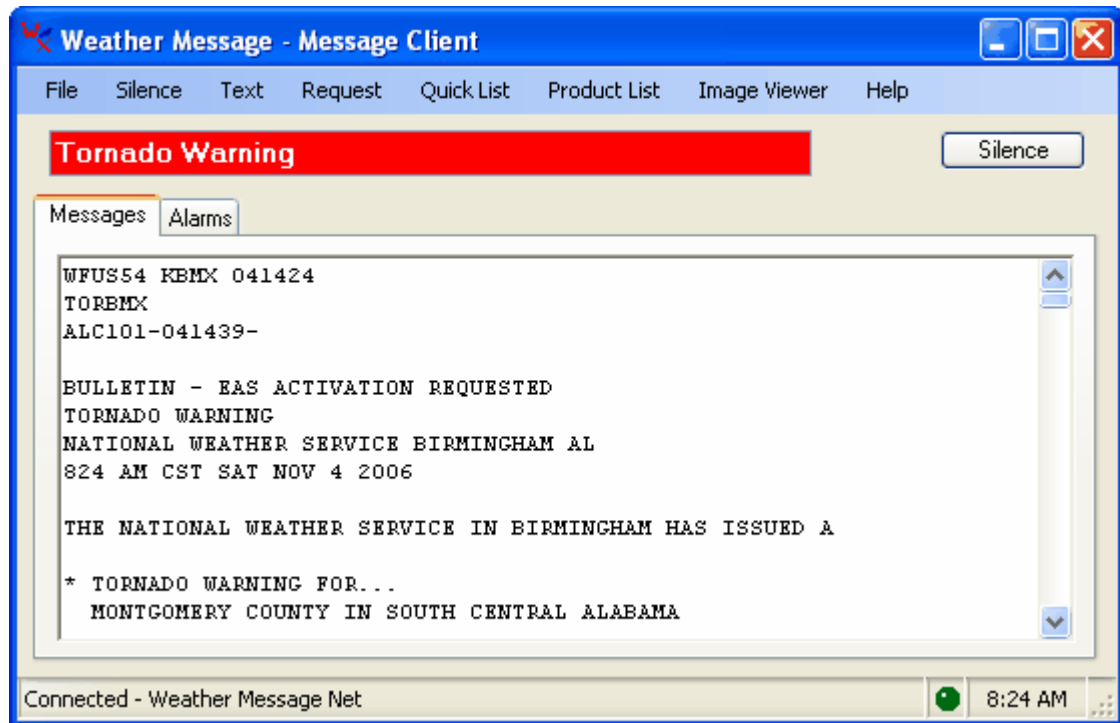 Weather Message - Message Client
File Silence Text Request Quick List Product List Image Viewer Help
Tornado Warning Silence
Messages Alarms
WFUS54 KBMX 041424
TORBMX
ALC101-041439-
BULLETIN - EAS ACTIVATION REQUESTED
TORNADO WARNING
NATIONAL WEATHER SERVICE BIRMINGHAM AL
824 AM CST SAT NOV 4 2006
THE NATIONAL WEATHER SERVICE IN BIRMINGHAM HAS ISSUED A
* TORNADO WARNING FOR...
MONTGOMERY COUNTY IN SOUTH CENTRAL ALABAMA
Connected - Weather Message Net 8:24 AM